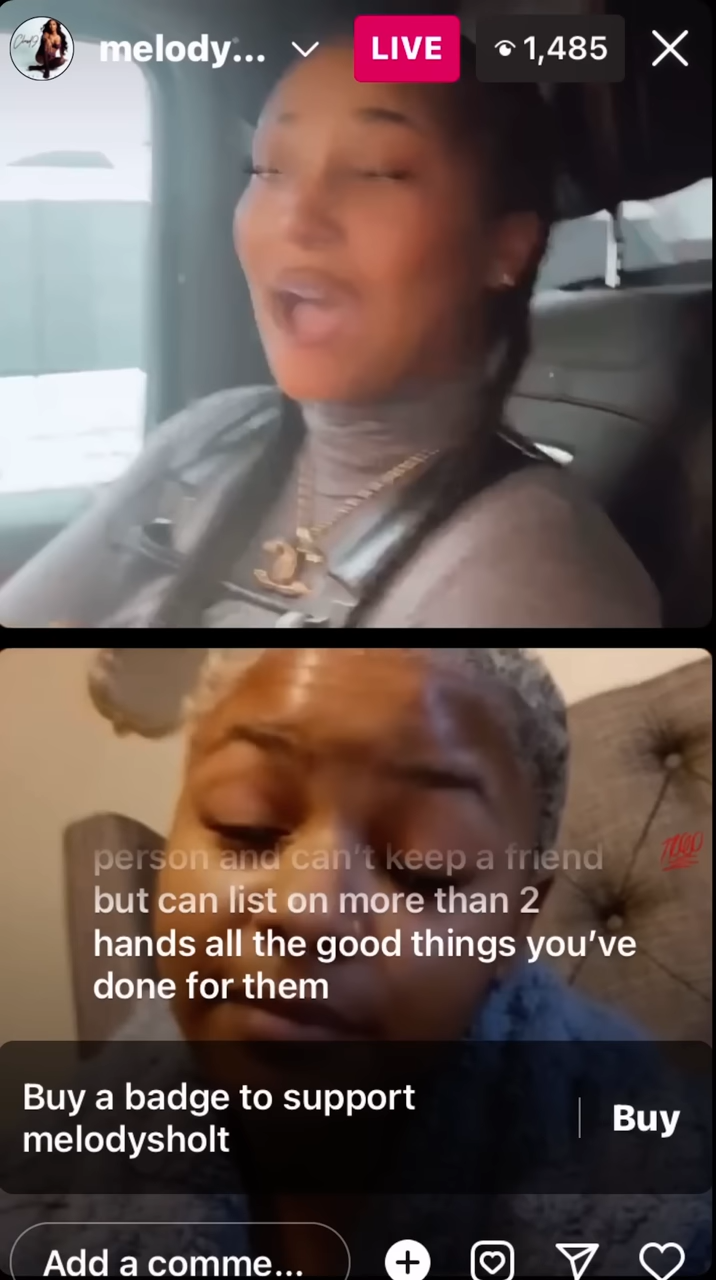 melody...
LIVE
1,485
person and can't keep a friend
but can list on more than 2
hands all the good things you've
done for them
💯
Buy a badge to support
melodysholt
Buy
Add a comme...